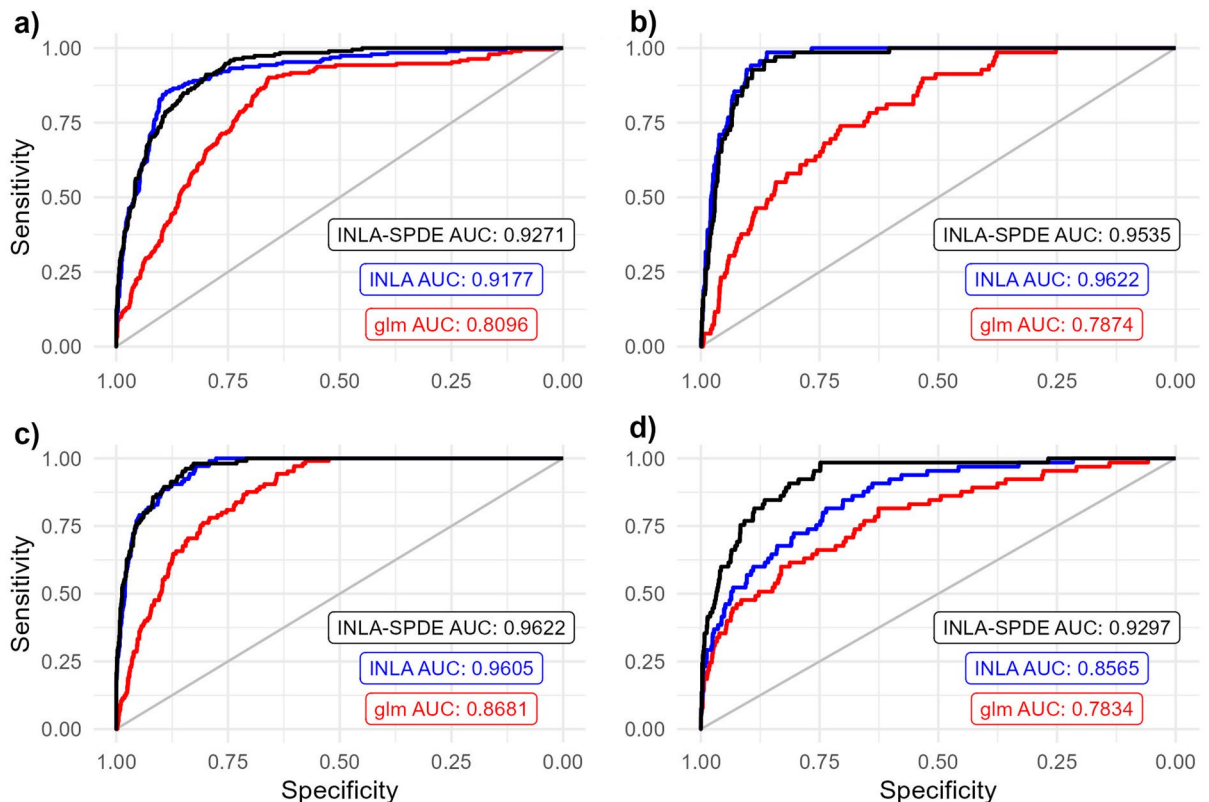 a)
1.00
0.75
0.50
0.25
0.00
Sensitivity
INLA-SPDE AUC: 0.9271
INLA AUC: 0.9177
glm AUC: 0.8096
1.00 0.75 0.50 0.25 0.00
b)
1.00
0.75
0.50
0.25
0.00
INLA-SPDE AUC: 0.9535
INLA AUC: 0.9622
glm AUC: 0.7874
1.00 0.75 0.50 0.25 0.00
c)
1.00
0.75
0.50
0.25
0.00
Sensitivity
INLA-SPDE AUC: 0.9622
INLA AUC: 0.9605
glm AUC: 0.8681
1.00 0.75 0.50 0.25 0.00
Specificity
d)
1.00
0.75
0.50
0.25
0.00
INLA-SPDE AUC: 0.9297
INLA AUC: 0.8565
glm AUC: 0.7834
1.00 0.75 0.50 0.25 0.00
Specificity